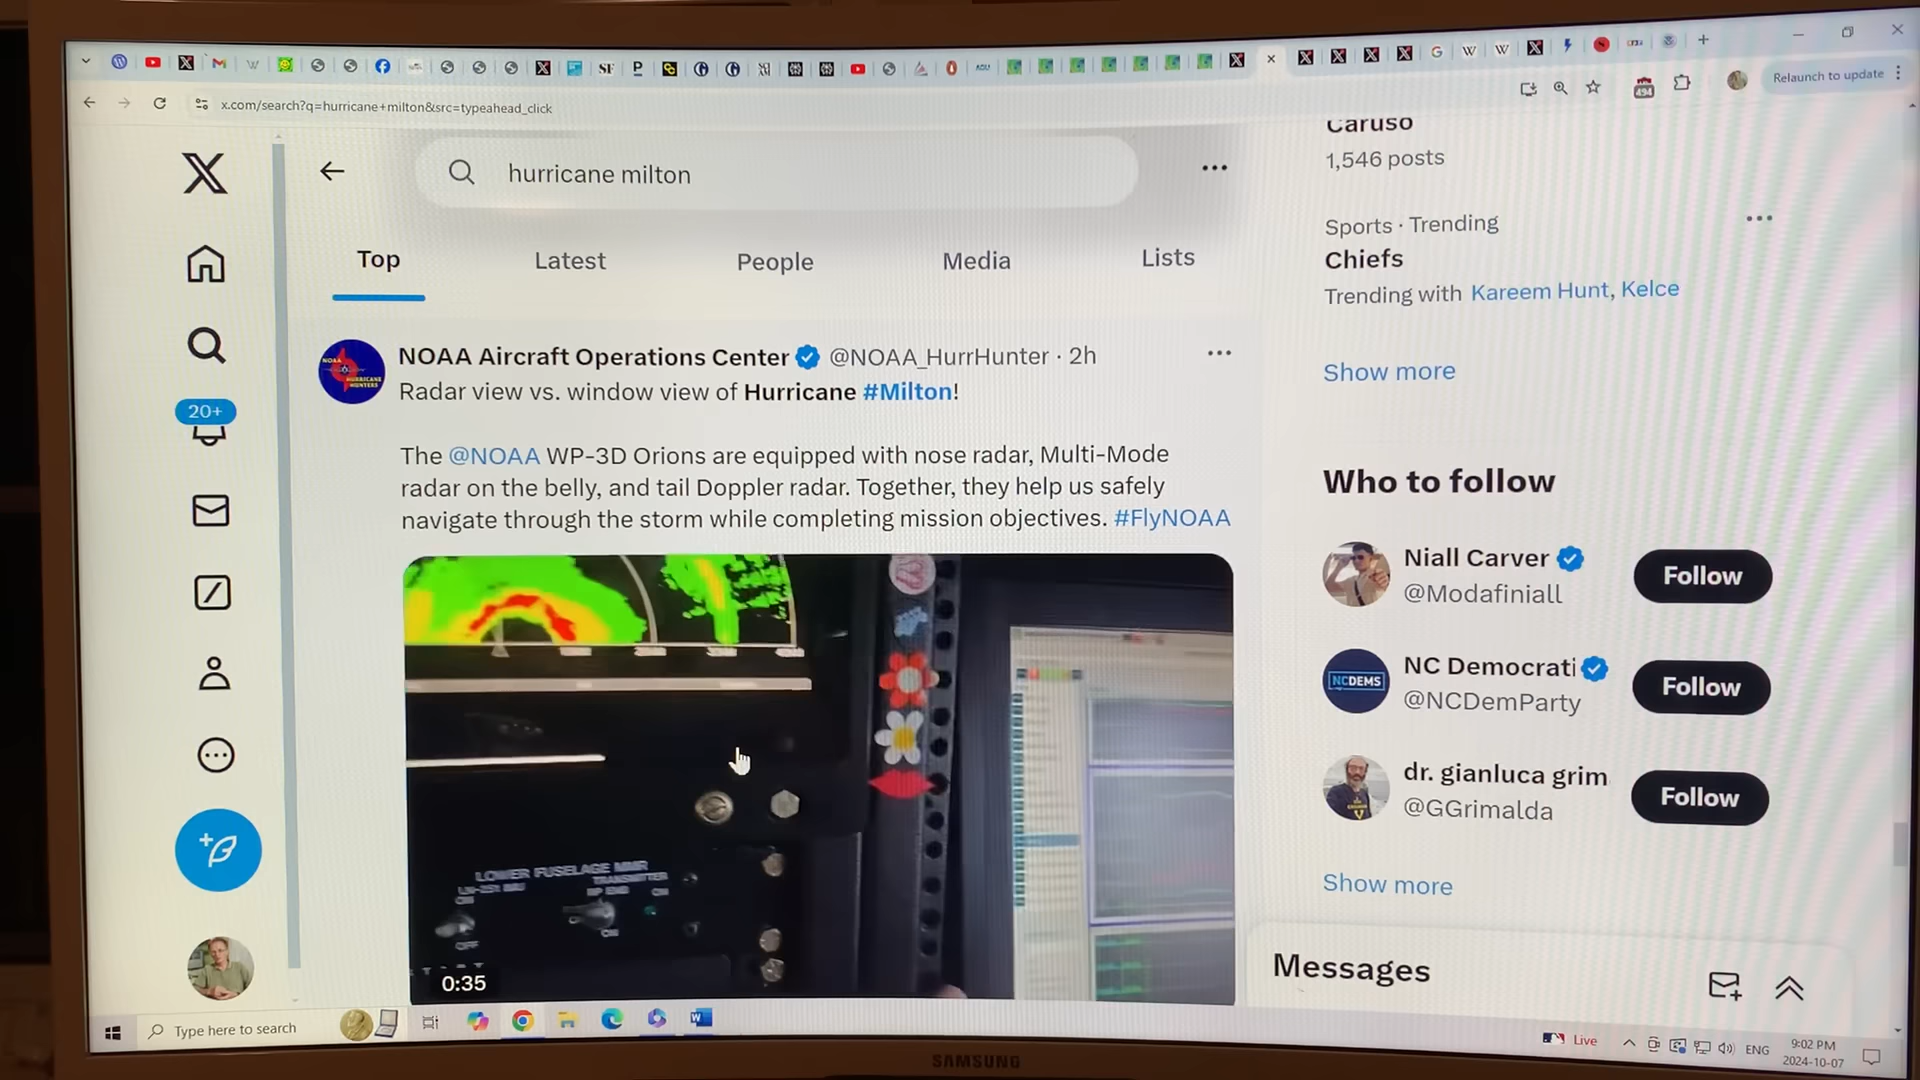 x.com/search?q=hurricane+milton&src=typeahead_click
Relaunch to update
hurricane milton
Top
Latest
People
Media
Lists
NOAA Aircraft Operations Center @NOAA_HurrHunter · 2h
Radar view vs. window view of Hurricane #Milton!
The @NOAA WP-3D Orions are equipped with nose radar, Multi-Mode
radar on the belly, and tail Doppler radar. Together, they help us safely
navigate through the storm while completing mission objectives. #FlyNOAA
LOWER FUSELAGE MMR
TRANSMITTER
ON
OFF
ON
0:35
20+
Caruso
1,546 posts
Sports · Trending
Chiefs
Trending with Kareem Hunt, Kelce
Show more
Who to follow
Niall Carver
@Modafiniall
Follow
NCDEMS
NC Democrati
@NCDemParty
Follow
dr. gianluca grim
@GGrimalda
Follow
Show more
Messages
Type here to search
Live
ENG
9:02 PM
2024-10-07
SAMSUNG